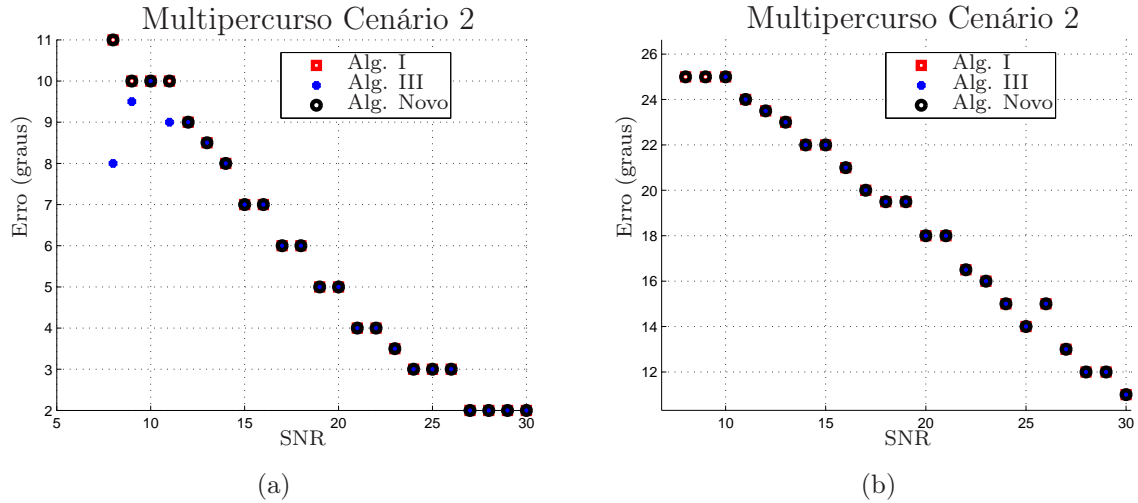 Multipercurso Cenário 2
Erro (graus)
11
10
9
8
7
6
5
4
3
2
Alg. I
Alg. III
Alg. Novo
5
10
15
20
25
30
SNR
(a)
Multipercurso Cenário 2
Erro (graus)
26
24
22
20
18
16
14
12
Alg. I
Alg. III
Alg. Novo
10
15
20
25
30
SNR
(b)